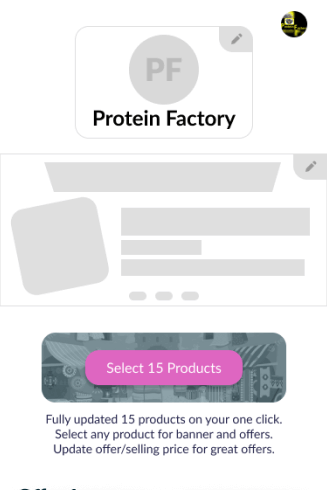 PF
Protein Factory
Select 15 Products
Fully updated 15 products on your one click.
Select any product for banner and offers.
Update offer/selling price for great offers.